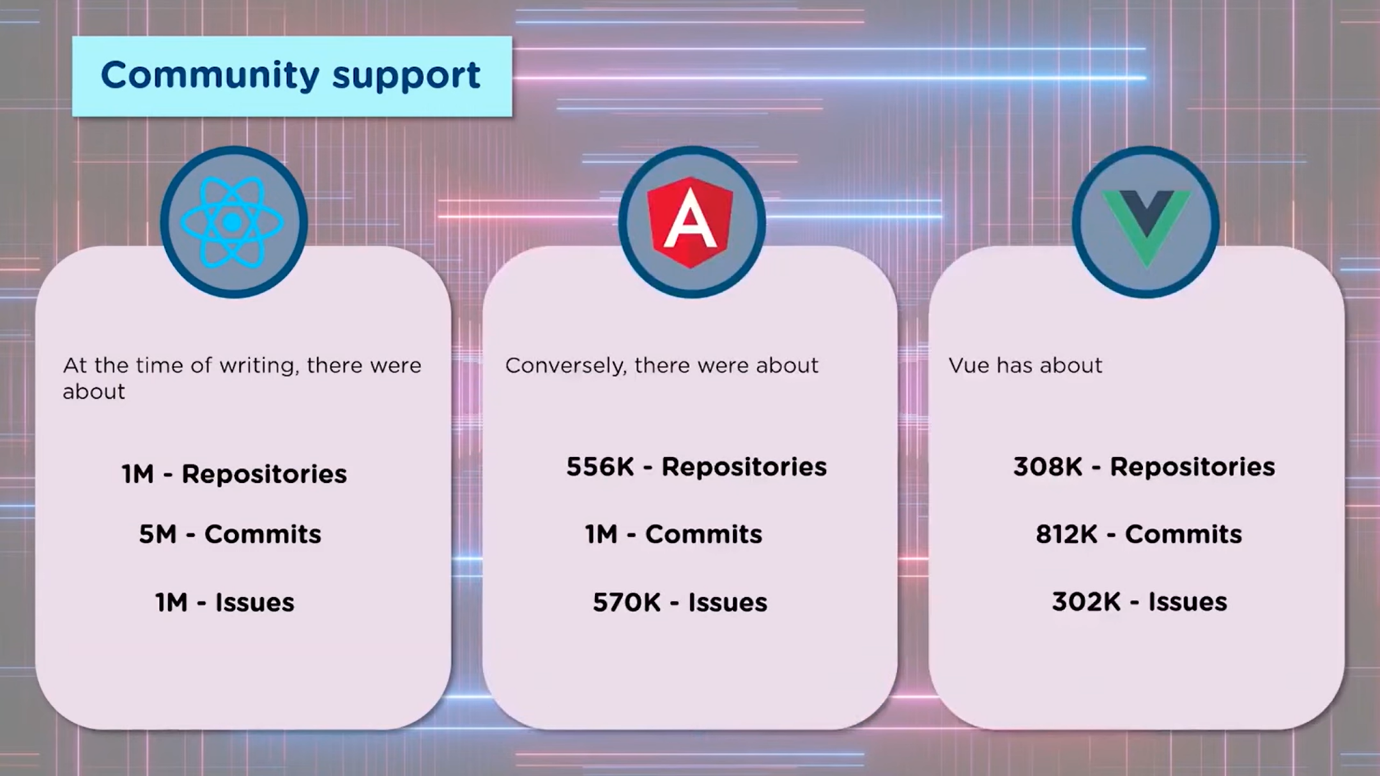 Community support
At the time of writing, there were
about
1M - Repositories
5M - Commits
1M - Issues
Conversely, there were about
556K - Repositories
1M - Commits
570K - Issues
Vue has about
308K - Repositories
812K - Commits
302K - Issues